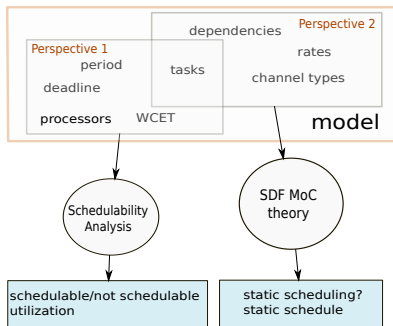 Perspective 1
period
deadline
processors
WCET
tasks
Perspective 2
dependencies
rates
channel types
model
Schedulability
Analysis
SDF MoC
theory
schedulable/not schedulable
utilization
static scheduling?
static schedule